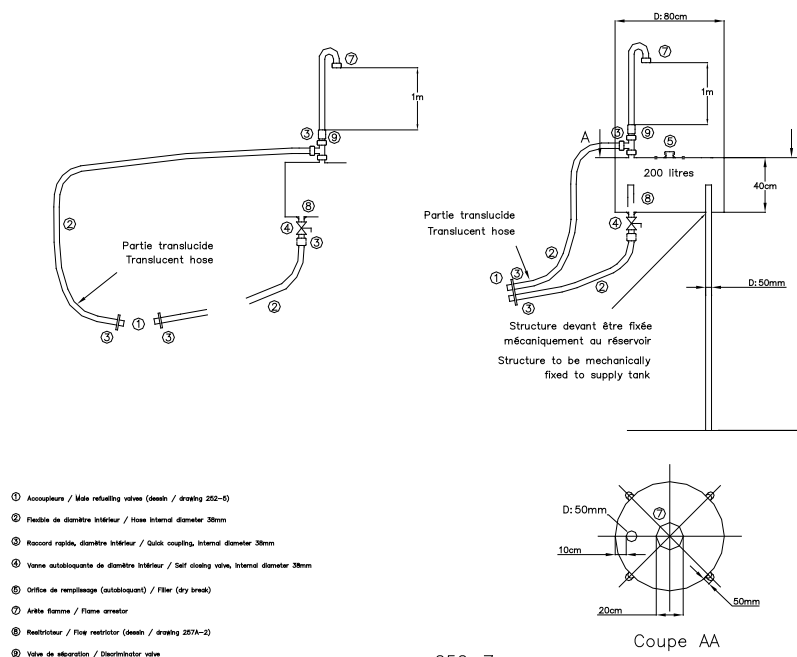 D: 80cm
⑦
⑦
1m
1m
③
⑨
A
③
⑨
⑤
200 litres
40cm
②
⑧
⑧
④
④
③
Partie translucide
Translucent hose
Partie translucide
Translucent hose
②
②
②
①
③
③
③
①
③
D: 50mm
Structure devant être fixée
mécaniquement au réservoir
Structure to be mechanically
fixed to supply tank
① Accoupleurs / Male refuelling valves (dessin / drawing 252-5)
② Flexible de diamètre intérieur / Hose internal diameter 38mm
③ Raccord rapide, diamètre intérieur / Quick coupling, internal diameter 38mm
④ Vanne autobloquante de diamètre intérieur / Self closing valve, internal diameter 38mm
⑤ Orifice de remplissage (autobloquant) / Filler (dry break)
⑦ Arête flamme / Flame arrestor
⑧ Restricteur / Flow restrictor (dessin / drawing 257A-2)
⑨ Valve de séparation / Discriminator valve
⑦
D: 50mm
10cm
20cm
50mm
Coupe AA